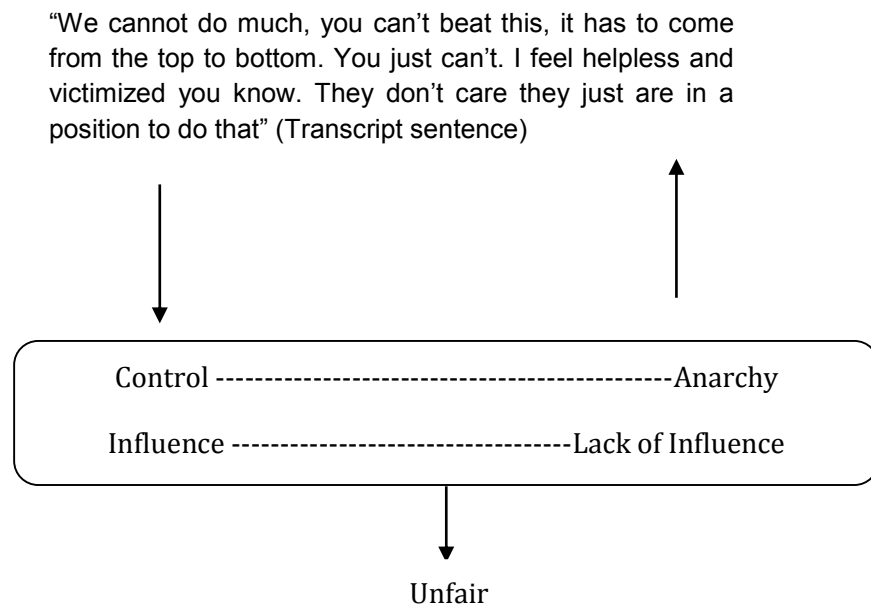 “We cannot do much, you can’t beat this, it has to come
from the top to bottom. You just can’t. I feel helpless and
victimized you know. They don’t care they just are in a
position to do that” (Transcript sentence)
Control -----------------------------------------------Anarchy
Influence -----------------------------------Lack of Influence
Unfair